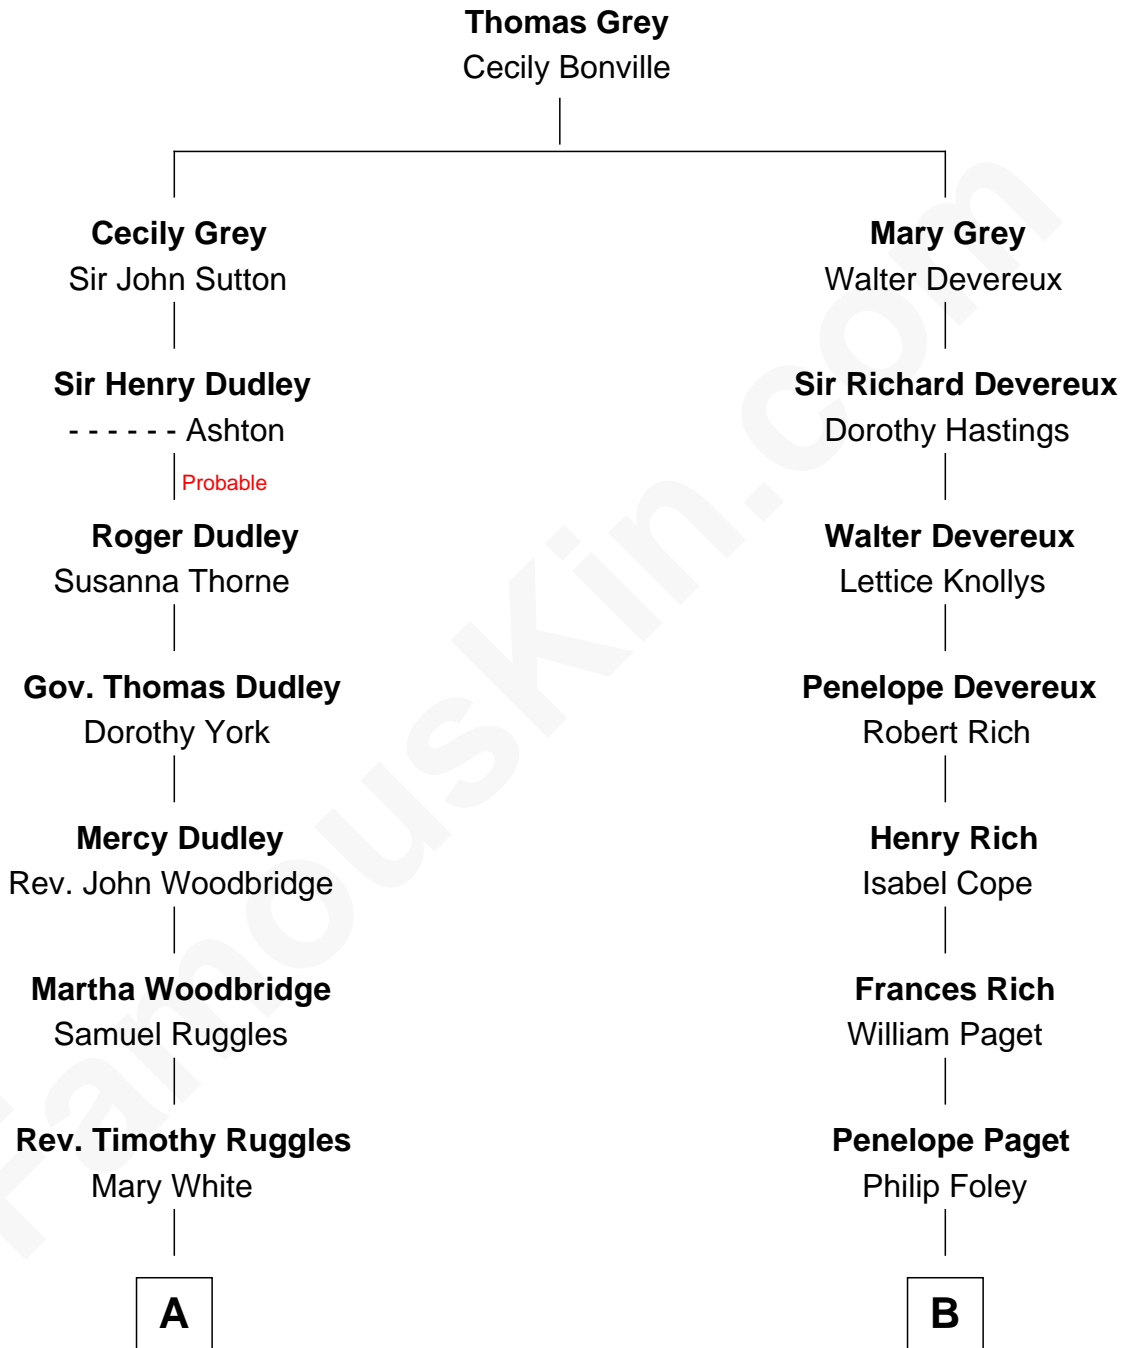 Thomas Grey
Cecily Bonville
Cecily Grey
Sir John Sutton
Mary Grey
Walter Devereux
Sir Henry Dudley
- - - - - - Ashton
Probable
Sir Richard Devereux
Dorothy Hastings
Roger Dudley
Susanna Thorne
Walter Devereux
Lettice Knollys
Gov. Thomas Dudley
Dorothy York
Penelope Devereux
Robert Rich
Mercy Dudley
Rev. John Woodbridge
Henry Rich
Isabel Cope
Martha Woodbridge
Samuel Ruggles
Frances Rich
William Paget
Rev. Timothy Ruggles
Mary White
Penelope Paget
Philip Foley
A
B
FamousKin.com